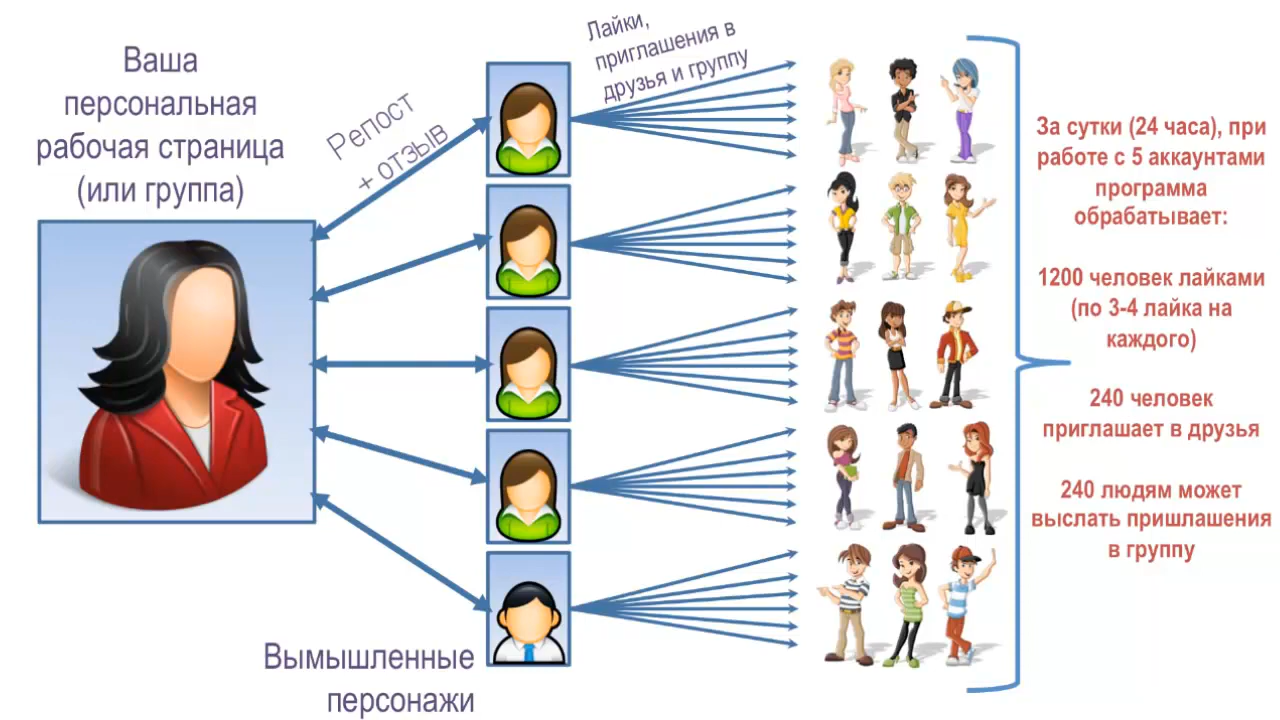 Ваша
персональная
рабочая страница
(или группа)
Репост
+ отзыв
Лайки,
приглашения в
друзья и группу
Вымышленные
персонажи
За сутки (24 часа), при
работе с 5 аккаунтами
программа
обрабатывает:
1200 человек лайками
(по 3-4 лайка на
каждого)
240 человек
приглашает в друзья
240 людям может
выслать пришлашения
в группу